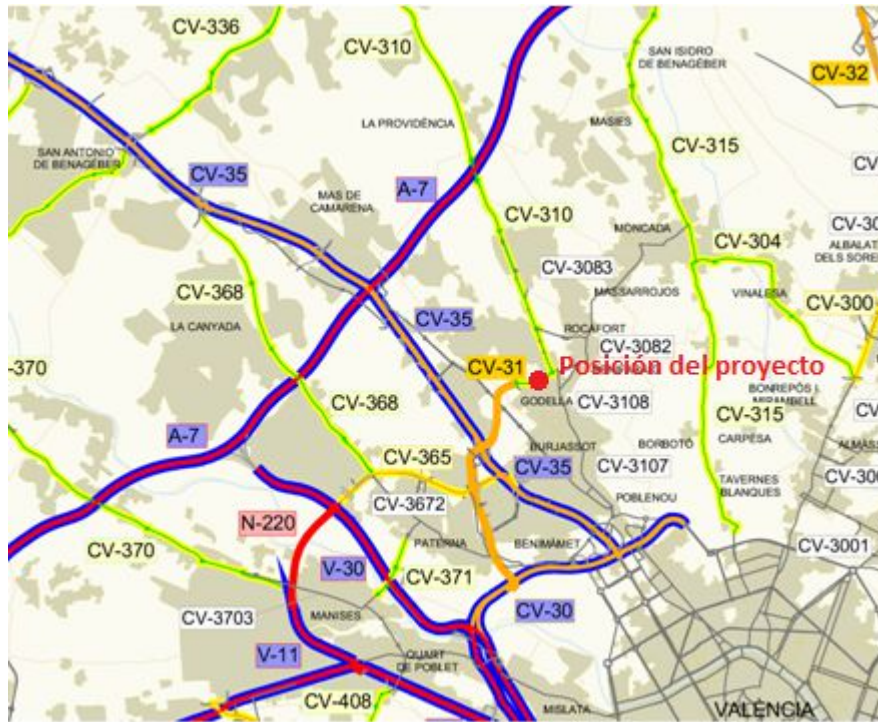 CV-336
CV-310
SAN ISIDRO
DE BENAGÉBER
CV-32
LA PROVIDÈNCIA
MASIES
CV-315
SAN ANTONIO
DE BENAGÉBER
CV-35
MAS DE
CAMARENA
A-7
CV-310
MONCADA
CV-304
ALBALAT
DELS SORE
CV-3083
CV-368
MASSARROJOS
VINALESA
CV-300
LA CANYADA
CV-35
ROCAFORT
CV-3082
CV-31
Posición del proyecto
-370
GODELLA
CV-3108
BONREPÒS I
CV-368
CV-315
A-7
BURJASSOT
BORBOTÓ
CARPESA
CV-365
CV-35
CV-3107
TAVERNES
BLANQUES
CV-3672
POBLENOU
N-220
PATERNA
BENIMÀMET
CV-3001
CV-370
V-30
CV-371
CV-3703
MANISES
CV-30
V-11
QUART
DE POBLET
CV-408
MISLATA
VALÈNCIA